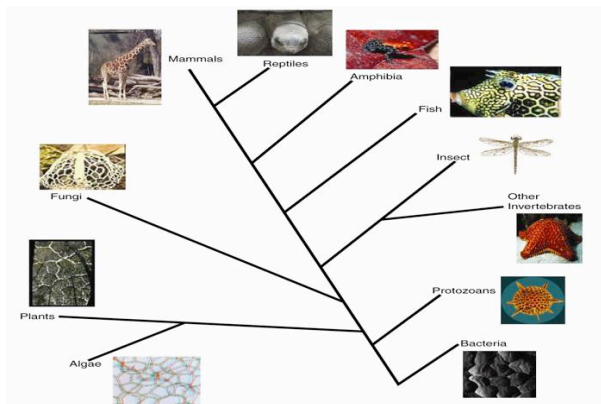 Mammals
Reptiles
Amphibia
Fish
Insect
Other
Invertebrates
Fungi
Protozoans
Plants
Bacteria
Algae